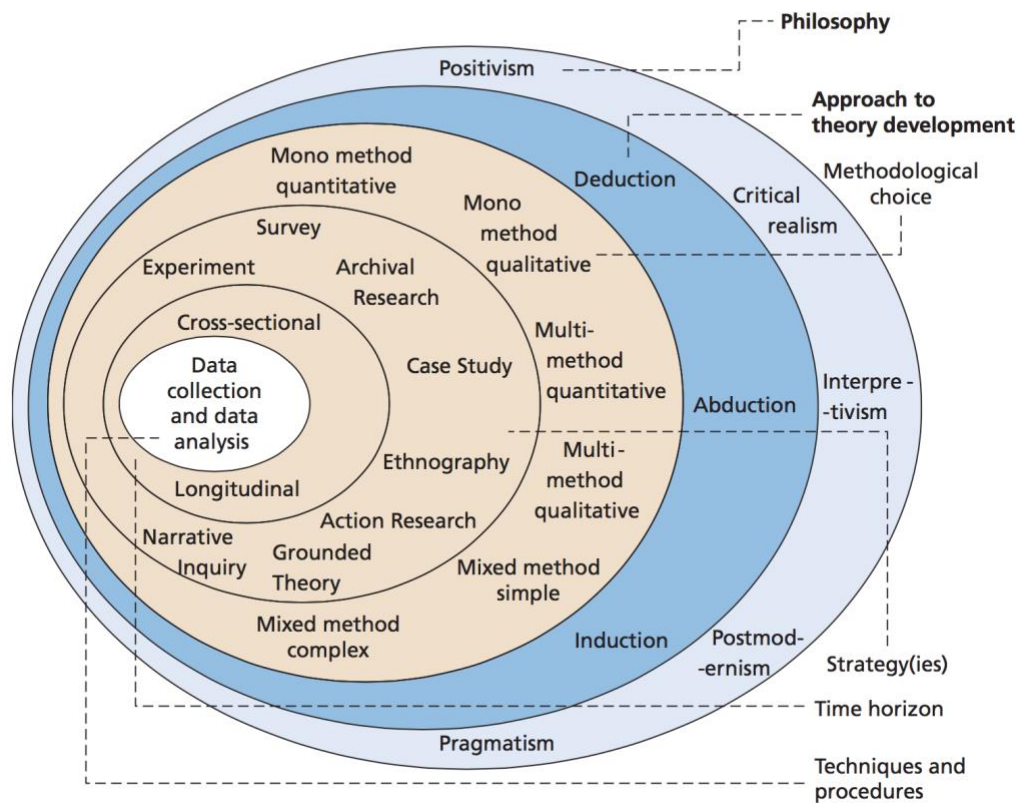 Philosophy
Positivism
Approach to
theory development
Mono method
quantitative
Deduction
Methodological
choice
Critical
realism
Mono
method
qualitative
Survey
Experiment
Archival
Research
Cross-sectional
Multi-
method
quantitative
Data
collection
and data
analysis
Case Study
Abduction
Interpre -
-tivism
Ethnography
Multi-
method
qualitative
Longitudinal
Action Research
Narrative
Inquiry
Grounded
Theory
Mixed method
simple
Mixed method
complex
Induction
Postmod-
-ernism
Strategy(ies)
Time horizon
Pragmatism
Techniques and
procedures